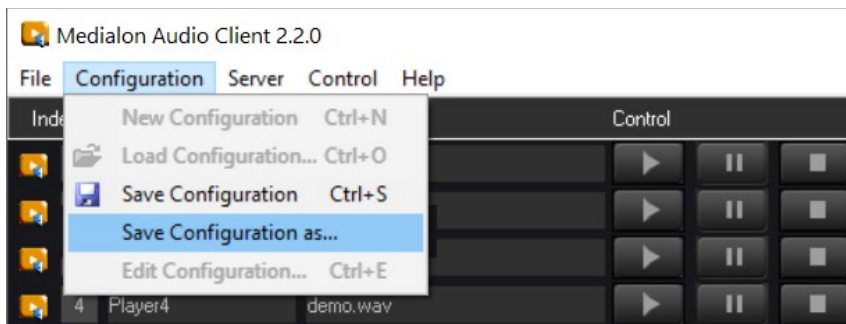 Medialon Audio Client 2.2.0
File Configuration Server Control Help
Control
New Configuration Ctrl+N
Load Configuration... Ctrl+O
Save Configuration Ctrl+S
Save Configuration as...
Edit Configuration... Ctrl+E
4 Player4 demo.wav